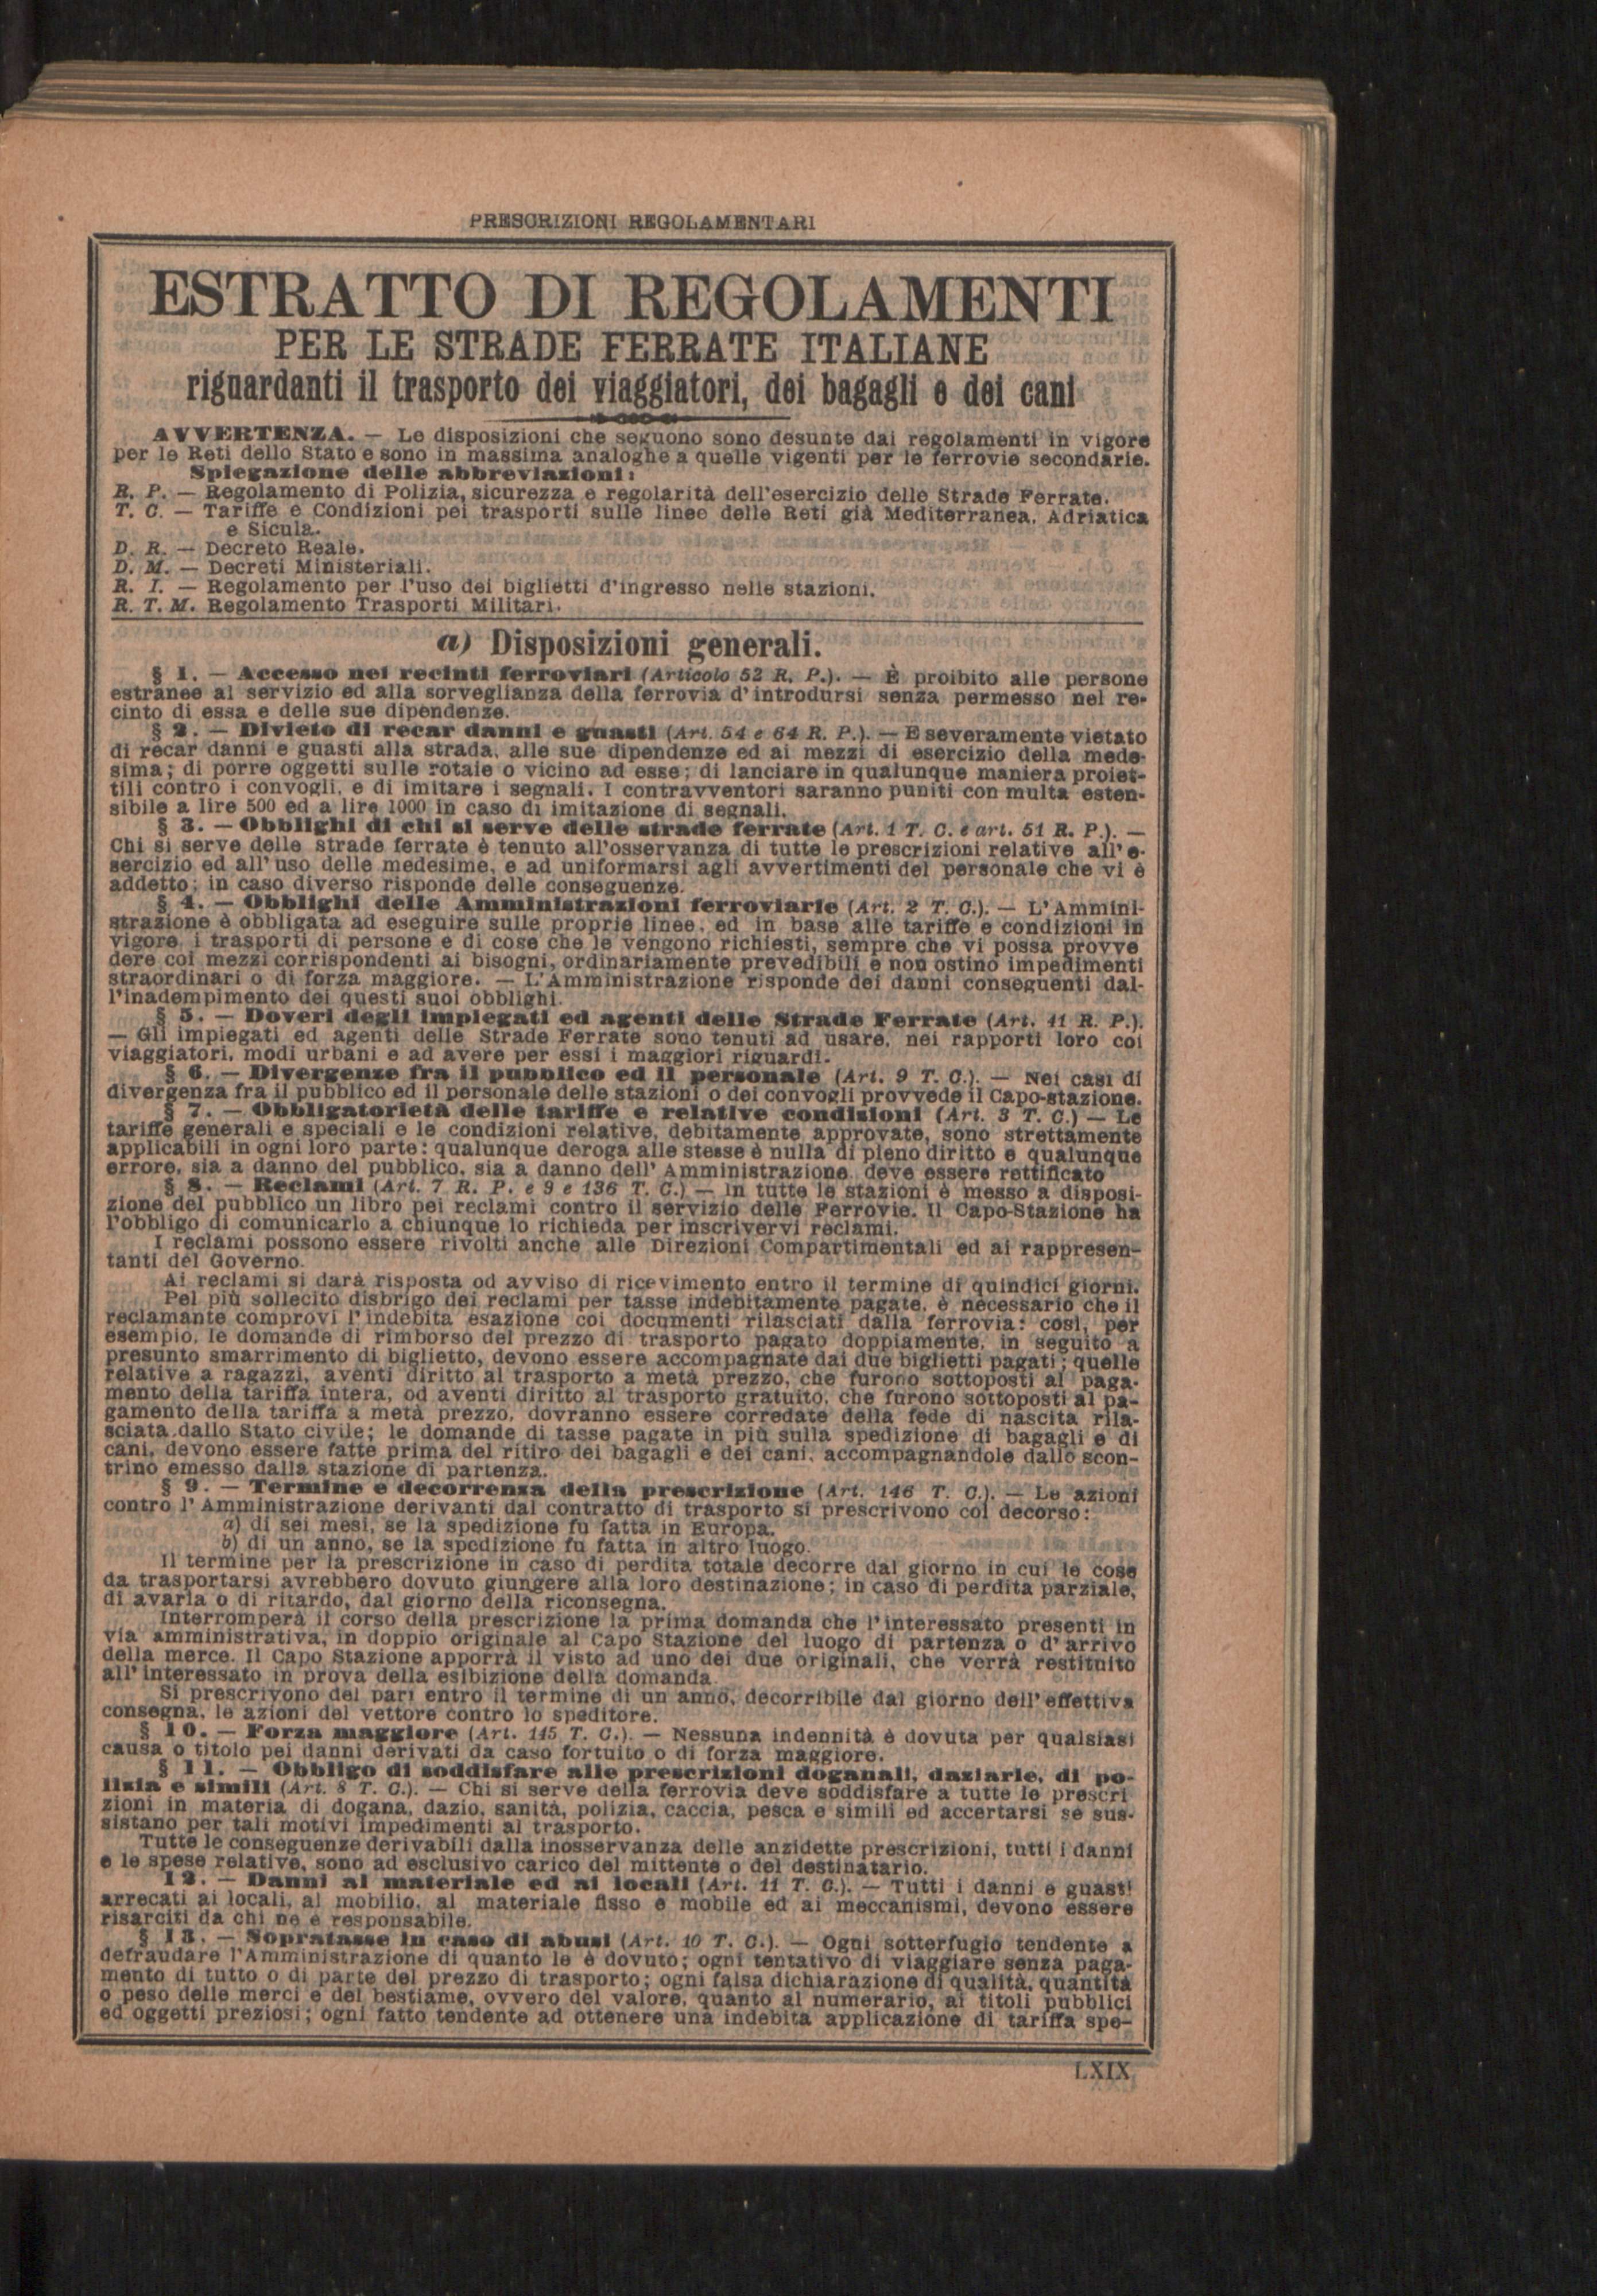 PRESCRIZIONI REGOLAMENTARI
ESTRATTO DI REGOLAMENTI
PER LE STRADE FERRATE ITALIANE
riguardanti il trasporto dei viaggiatori, dei bagagli e dei cani
AVVERTENZA. — Le disposizioni che seguono sono desunte dai regolamenti in vigore
per le Reti dello Stato e sono in massima analoghe a quelle vigenti per le ferrovie secondarie.
Spiegazione delle abbreviazioni:
R. P. — Regolamento di Polizia, sicurezza e regolarità dell'esercizio delle Strade Ferrate.
T. C. — Tariffe e Condizioni pei trasporti sulle linee delle Reti già Mediterranea, Adriatica
e Sicula.
D. R. — Decreto Reale.
D. M. — Decreti Ministeriali.
R. I. — Regolamento per l'uso dei biglietti d'ingresso nelle stazioni.
R. T. M. Regolamento Trasporti Militari.
a) Disposizioni generali.
§ 1. — Accesso nei recinti ferroviari (Articolo 52 R. P.). — È proibito alle persone
estranee al servizio ed alla sorveglianza della ferrovia d'introdursi senza permesso nel re-
cinto di essa e delle sue dipendenze.
§ 2. — Divieto di recar danni e guasti (Art. 54 e 64 R. P.). — E severamente vietato
di recar danni e guasti alla strada, alle sue dipendenze ed ai mezzi di esercizio della mede-
sima; di porre oggetti sulle rotaie o vicino ad esse; di lanciare in qualunque maniera proiet-
tili contro i convogli, e di imitare i segnali. I contravventori saranno puniti con multa esten-
sibile a lire 500 ed a lire 1000 in caso di imitazione di segnali.
§ 3. — Obblighi di chi si serve delle strade ferrate (Art. 1 T. C. e art. 51 R. P.). —
Chi si serve delle strade ferrate è tenuto all'osservanza di tutte le prescrizioni relative all'e-
sercizio ed all'uso delle medesime, e ad uniformarsi agli avvertimenti del personale che vi è
addetto; in caso diverso risponde delle conseguenze.
§ 4. — Obblighi delle Amministrazioni ferroviarie (Art. 2 T. C.). — L'Ammini-
strazione è obbligata ad eseguire sulle proprie linee, ed in base alle tariffe e condizioni in
vigore, i trasporti di persone e di cose che le vengono richiesti, sempre che vi possa provve
dere coi mezzi corrispondenti ai bisogni, ordinariamente prevedibili e non ostino impedimenti
straordinari o di forza maggiore. — L'Amministrazione risponde dei danni conseguenti dal-
l'inadempimento dei questi suoi obblighi.
§ 5. — Doveri degli impiegati ed agenti delle Strade Ferrate (Art. 11 R. P.).
— Gli impiegati ed agenti delle Strade Ferrate sono tenuti ad usare, nei rapporti loro coi
viaggiatori, modi urbani e ad avere per essi i maggiori riguardi.
§ 6. — Divergenze fra il pubblico ed il personale (Art. 9 T. C.). — Nei casi di
divergenza fra il pubblico ed il personale delle stazioni o dei convogli provvede il Capo-stazione.
§ 7. — Obbligatorietà delle tariffe e relative condizioni (Art. 3 T. C.) — Le
tariffe generali e speciali e le condizioni relative, debitamente approvate, sono strettamente
applicabili in ogni loro parte: qualunque deroga alle stesse è nulla di pieno diritto e qualunque
errore, sia a danno del pubblico, sia a danno dell' Amministrazione deve essere rettificato
§ 8. — Reclami (Art. 7 R. P. e 9 e 136 T. C.) — In tutte le stazioni è messo a disposi-
zione del pubblico un libro pei reclami contro il servizio delle Ferrovie. Il Capo-Stazione ha
l'obbligo di comunicarlo a chiunque lo richieda per inscrivervi reclami.
I reclami possono essere rivolti anche alle Direzioni Compartimentali ed ai rappresen-
tanti del Governo.
Ai reclami si darà risposta od avviso di ricevimento entro il termine di quindici giorni.
Pel più sollecito disbrigo dei reclami per tasse indebitamente pagate, è necessario che il
reclamante comprovi l'indebita esazione coi documenti rilasciati dalla ferrovia: così, per
esempio, le domande di rimborso del prezzo di trasporto pagato doppiamente, in seguito a
presunto smarrimento di biglietto, devono essere accompagnate dai due biglietti pagati; quelle
relative a ragazzi, aventi diritto al trasporto a metà prezzo, che furono sottoposti al paga-
mento della tariffa intera, od aventi diritto al trasporto gratuito, che furono sottoposti al pa-
gamento della tariffa a metà prezzo, dovranno essere corredate della fede di nascita rila-
sciata dallo Stato civile; le domande di tasse pagate in più sulla spedizione di bagagli e di
cani, devono essere fatte prima del ritiro dei bagagli e dei cani, accompagnandole dallo scon-
trino emesso dalla stazione di partenza.
§ 9. — Termine e decorrenza della prescrizione (Art. 146 T. C.). — Le azioni
contro l' Amministrazione derivanti dal contratto di trasporto si prescrivono col decorso:
a) di sei mesi, se la spedizione fu fatta in Europa.
b) di un anno, se la spedizione fu fatta in altro luogo.
Il termine per la prescrizione in caso di perdita totale decorre dal giorno in cui le cose
da trasportarsi avrebbero dovuto giungere alla loro destinazione; in caso di perdita parziale,
di avaria o di ritardo, dal giorno della riconsegna.
Interromperà il corso della prescrizione la prima domanda che l'interessato presenti in
via amministrativa, in doppio originale al Capo Stazione del luogo di partenza o d'arrivo
della merce. Il Capo Stazione apporrà il visto ad uno dei due originali, che verrà restituito
all'interessato in prova della esibizione della domanda.
Si prescrivono del pari entro il termine di un anno, decorribile dal giorno dell'effettiva
consegna, le azioni del vettore contro lo speditore.
§ 10. — Forza maggiore (Art. 145 T. C.). — Nessuna indennità è dovuta per qualsiasi
causa o titolo pei danni derivati da caso fortuito o di forza maggiore.
§ 11. — Obbligo di soddisfare alle prescrizioni doganali, daziarie, di po-
lizia e simili (Art. 8 T. C.). — Chi si serve della ferrovia deve soddisfare a tutte le prescri
zioni in materia di dogana, dazio, sanità, polizia, caccia, pesca e simili ed accertarsi se sus-
sistano per tali motivi impedimenti al trasporto.
Tutte le conseguenze derivabili dalla inosservanza delle anzidette prescrizioni, tutti i danni
e le spese relative, sono ad esclusivo carico del mittente o del destinatario.
12. — Danni al materiale ed ai locali (Art. 11 T. C.). — Tutti i danni e guasti
arrecati ai locali, al mobilio, al materiale fisso e mobile ed ai meccanismi, devono essere
risarciti da chi ne è responsabile.
§ 13. — Sopratasse in caso di abusi (Art. 10 T. C.). — Ogni sotterfugio tendente a
defraudare l'Amministrazione di quanto le è dovuto; ogni tentativo di viaggiare senza paga-
mento di tutto o di parte del prezzo di trasporto; ogni falsa dichiarazione di qualità, quantità
o peso delle merci e del bestiame, ovvero del valore, quanto al numerario, ai titoli pubblici
ed oggetti preziosi; ogni fatto tendente ad ottenere una indebita applicazione di tariffa spe-
LXIX